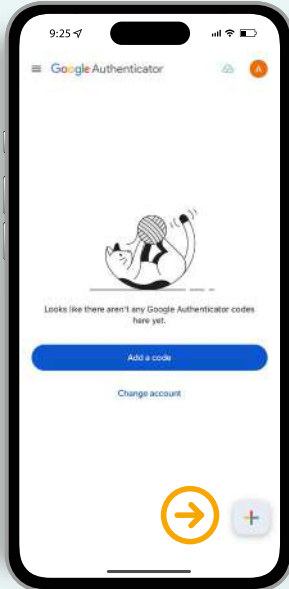 9:25
Google Authenticator
A
Looks like there aren't any Google Authenticator codes
here yet.
Add a code
Change account